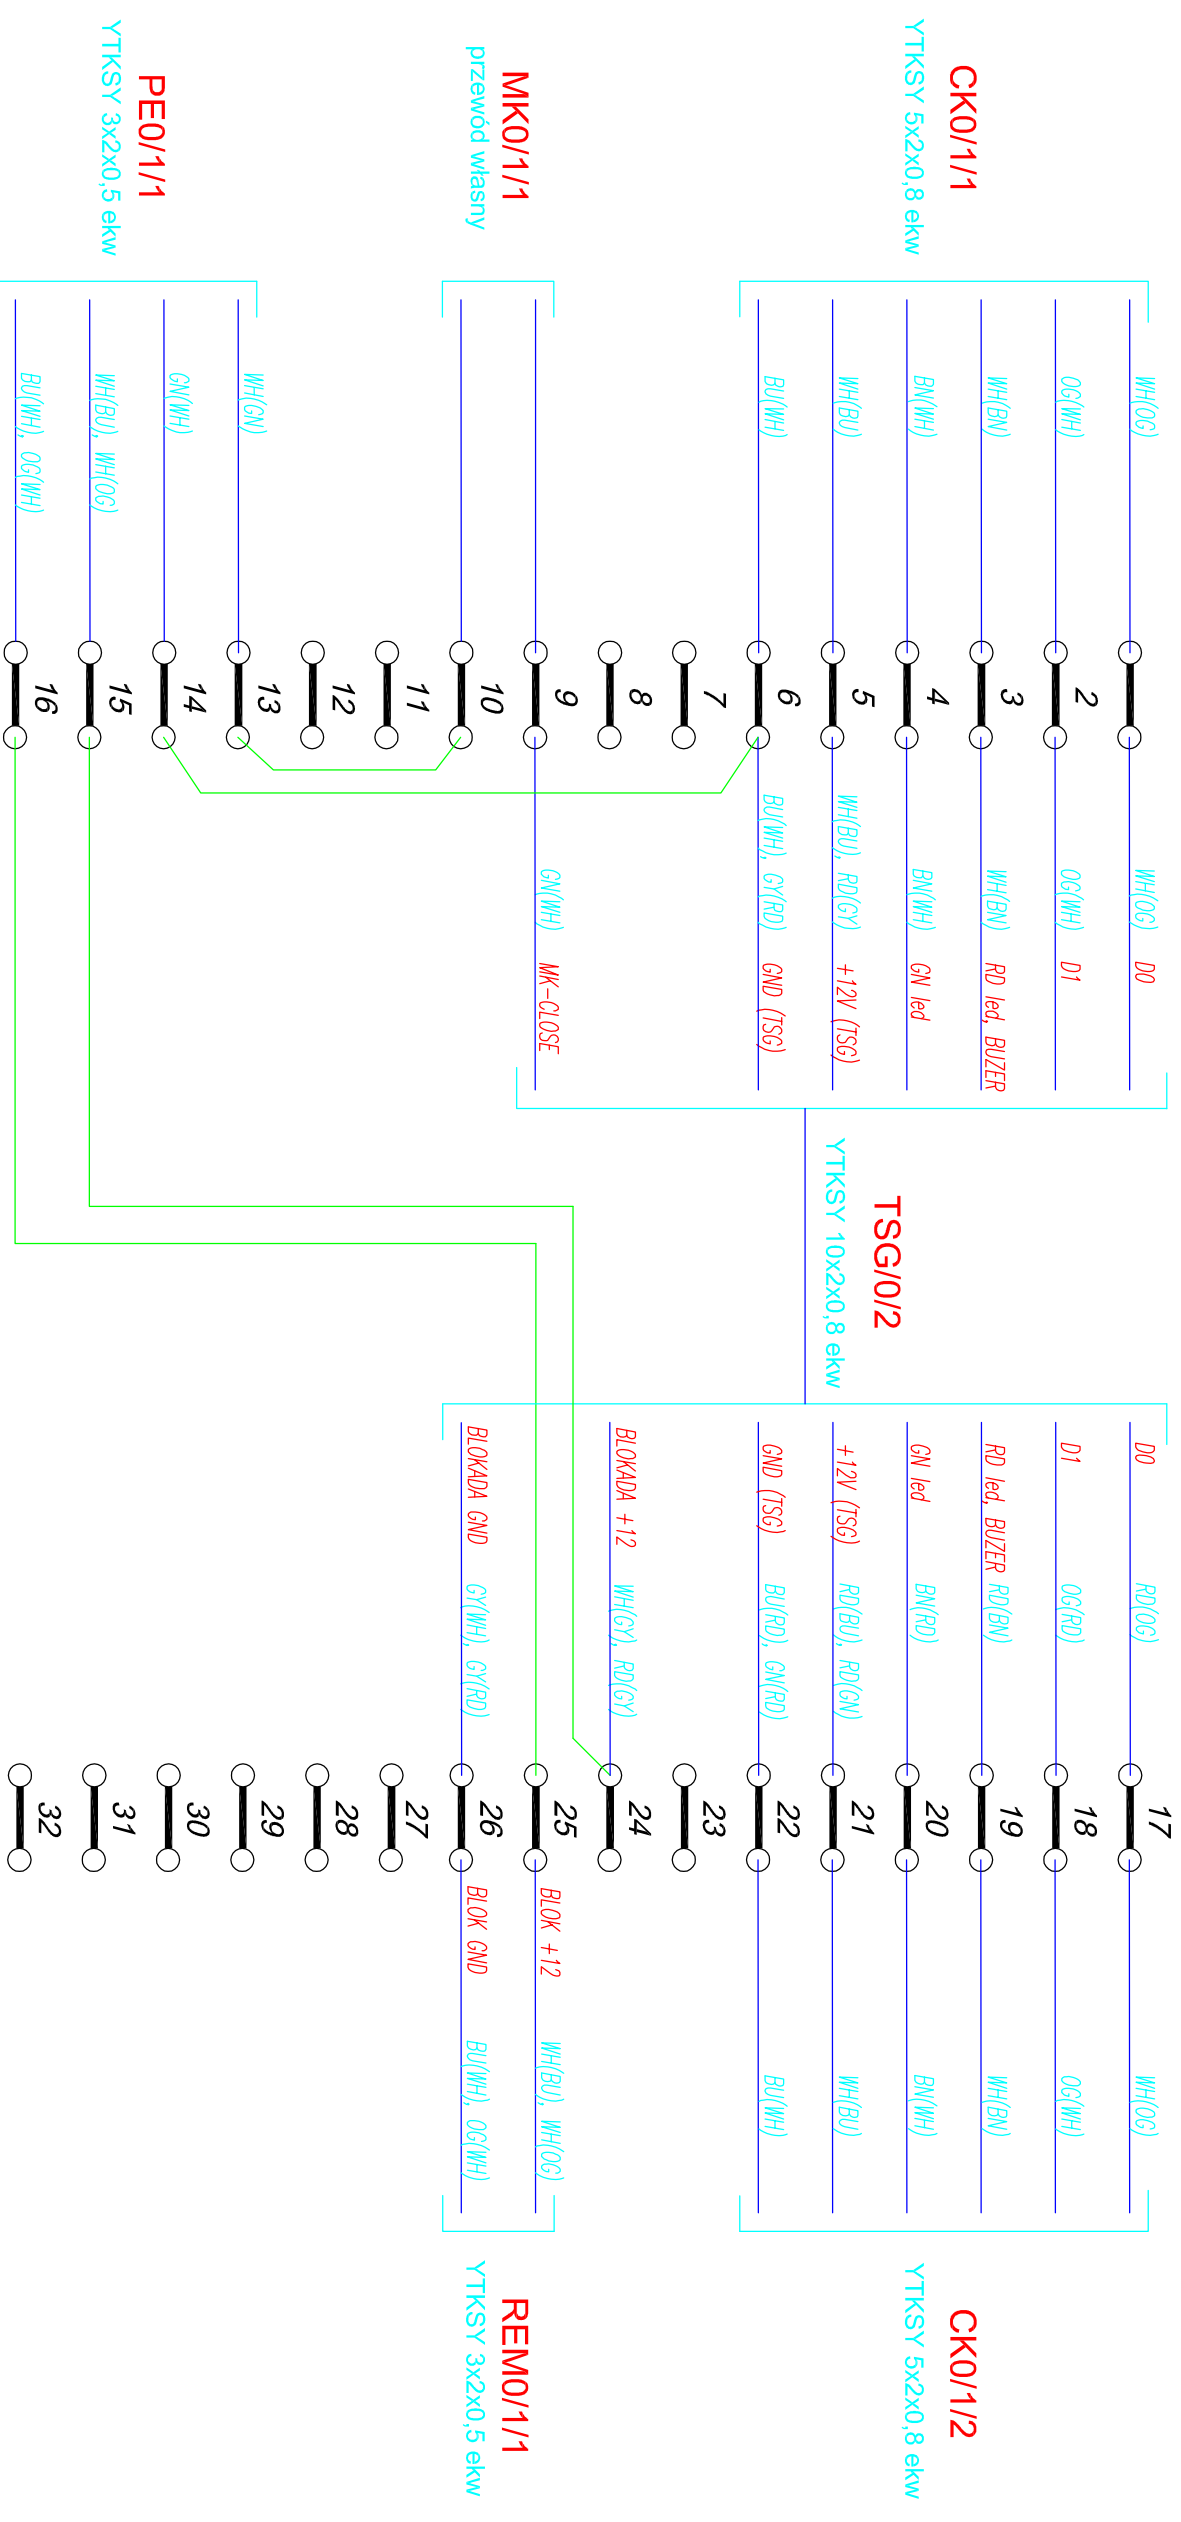 CK0/1/1
YTKSY 5x2x0,8 ekw
WH(OG)
OG(WH)
WH(BN)
BN(WH)
WH(BU)
BU(WH)
MK0/1/1
przewód własny
PE0/1/1
YTKSY 3x2x0,5 ekw
WH(GN)
GN(WH)
WH(BU), WH(OG)
BU(WH), OG(WH)
2
3
4
5
6
7
8
9
10
11
12
13
14
15
16
WH(OG) D0
OG(WH) D1
WH(BN) RD led, BUZER
BN(WH) GN led
WH(BU), RD(GY) +12V (TSG)
BU(WH), GY(RD) GND (TSG)
GN(WH) MK-CLOSE
TSG/0/2
YTKSY 10x2x0,8 ekw
D0 RD(OG)
D1 OG(RD)
RD led, BUZER RD(BN)
GN led BN(RD)
+12V (TSG) RD(BU), RD(GN)
GND (TSG) BU(RD), GN(RD)
BLOKADA +12 WH(GY), RD(GY)
BLOKADA GND GY(WH), GY(RD)
17
18
19
20
21
22
23
24
25
26
27
28
29
30
31
32
WH(OG)
OG(WH)
WH(BN)
BN(WH)
WH(BU)
BU(WH)
BLOK +12 WH(BU), WH(OG)
BLOK GND BU(WH), OG(WH)
CK0/1/2
YTKSY 5x2x0,8 ekw
REM0/1/1
YTKSY 3x2x0,5 ekw